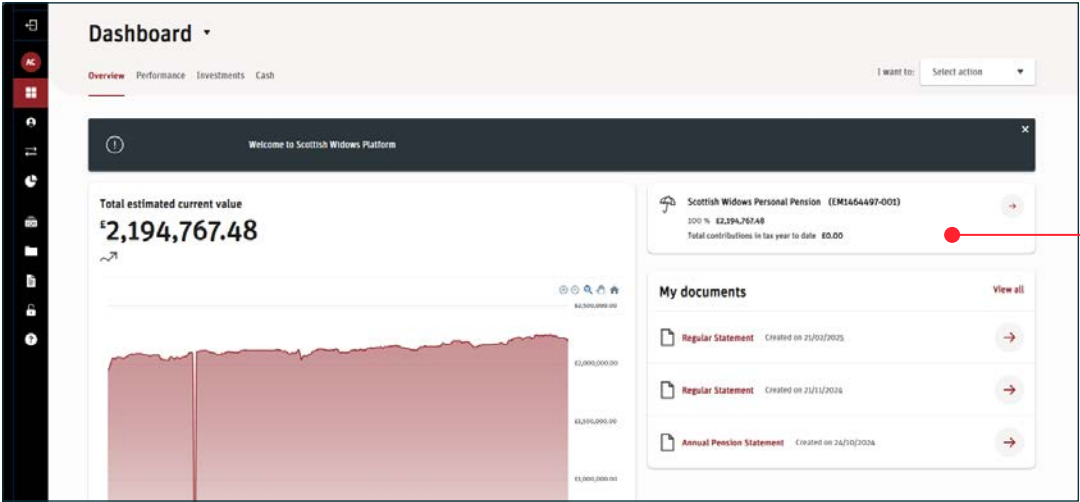 Dashboard
AC
Overview Performance Investments Cash
I want to: Select action
Welcome to Scottish Widows Platform
Total estimated current value
£2,194,767.48
Scottish Widows Personal Pension (EM1464497-001)
100 % £2,194,767.48
Total contributions in tax year to date £0.00
My documents
View all
Regular Statement Created on 21/02/2025
Regular Statement Created on 21/11/2024
Annual Pension Statement Created on 24/10/2024
£2,500,000.00
£2,000,000.00
£1,500,000.00
£1,000,000.00